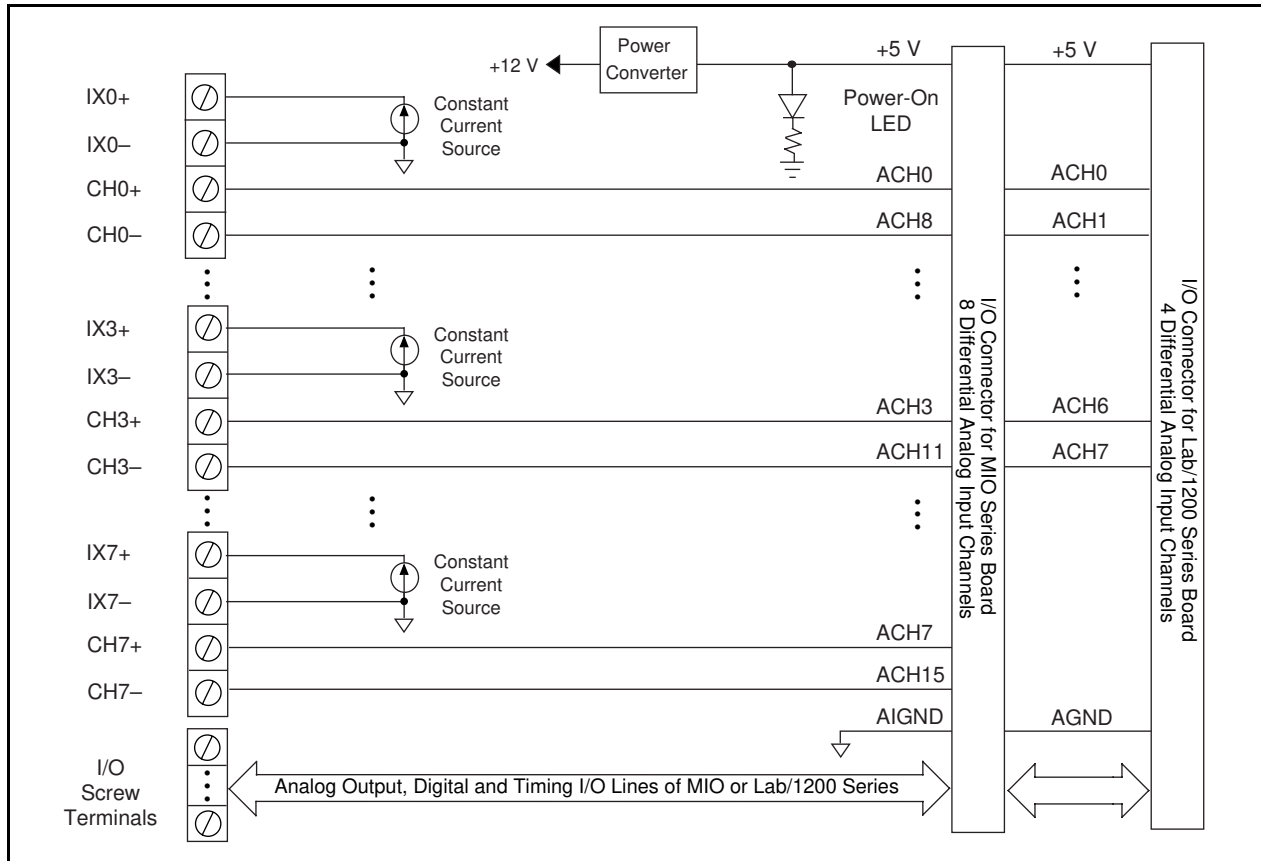 Power
Converter
+12 V
+5 V
+5 V
Power-On
LED
IX0+
IX0–
CH0+
CH0–
Constant
Current
Source
ACH0
ACH0
ACH8
ACH1
IX3+
IX3–
CH3+
CH3–
Constant
Current
Source
ACH3
ACH6
ACH11
ACH7
IX7+
IX7–
CH7+
CH7–
Constant
Current
Source
ACH7
ACH15
AIGND
AGND
I/O Connector for MIO Series Board
8 Differential Analog Input Channels
I/O Connector for Lab/1200 Series Board
4 Differential Analog Input Channels
I/O
Screw
Terminals
Analog Output, Digital and Timing I/O Lines of MIO or Lab/1200 Series